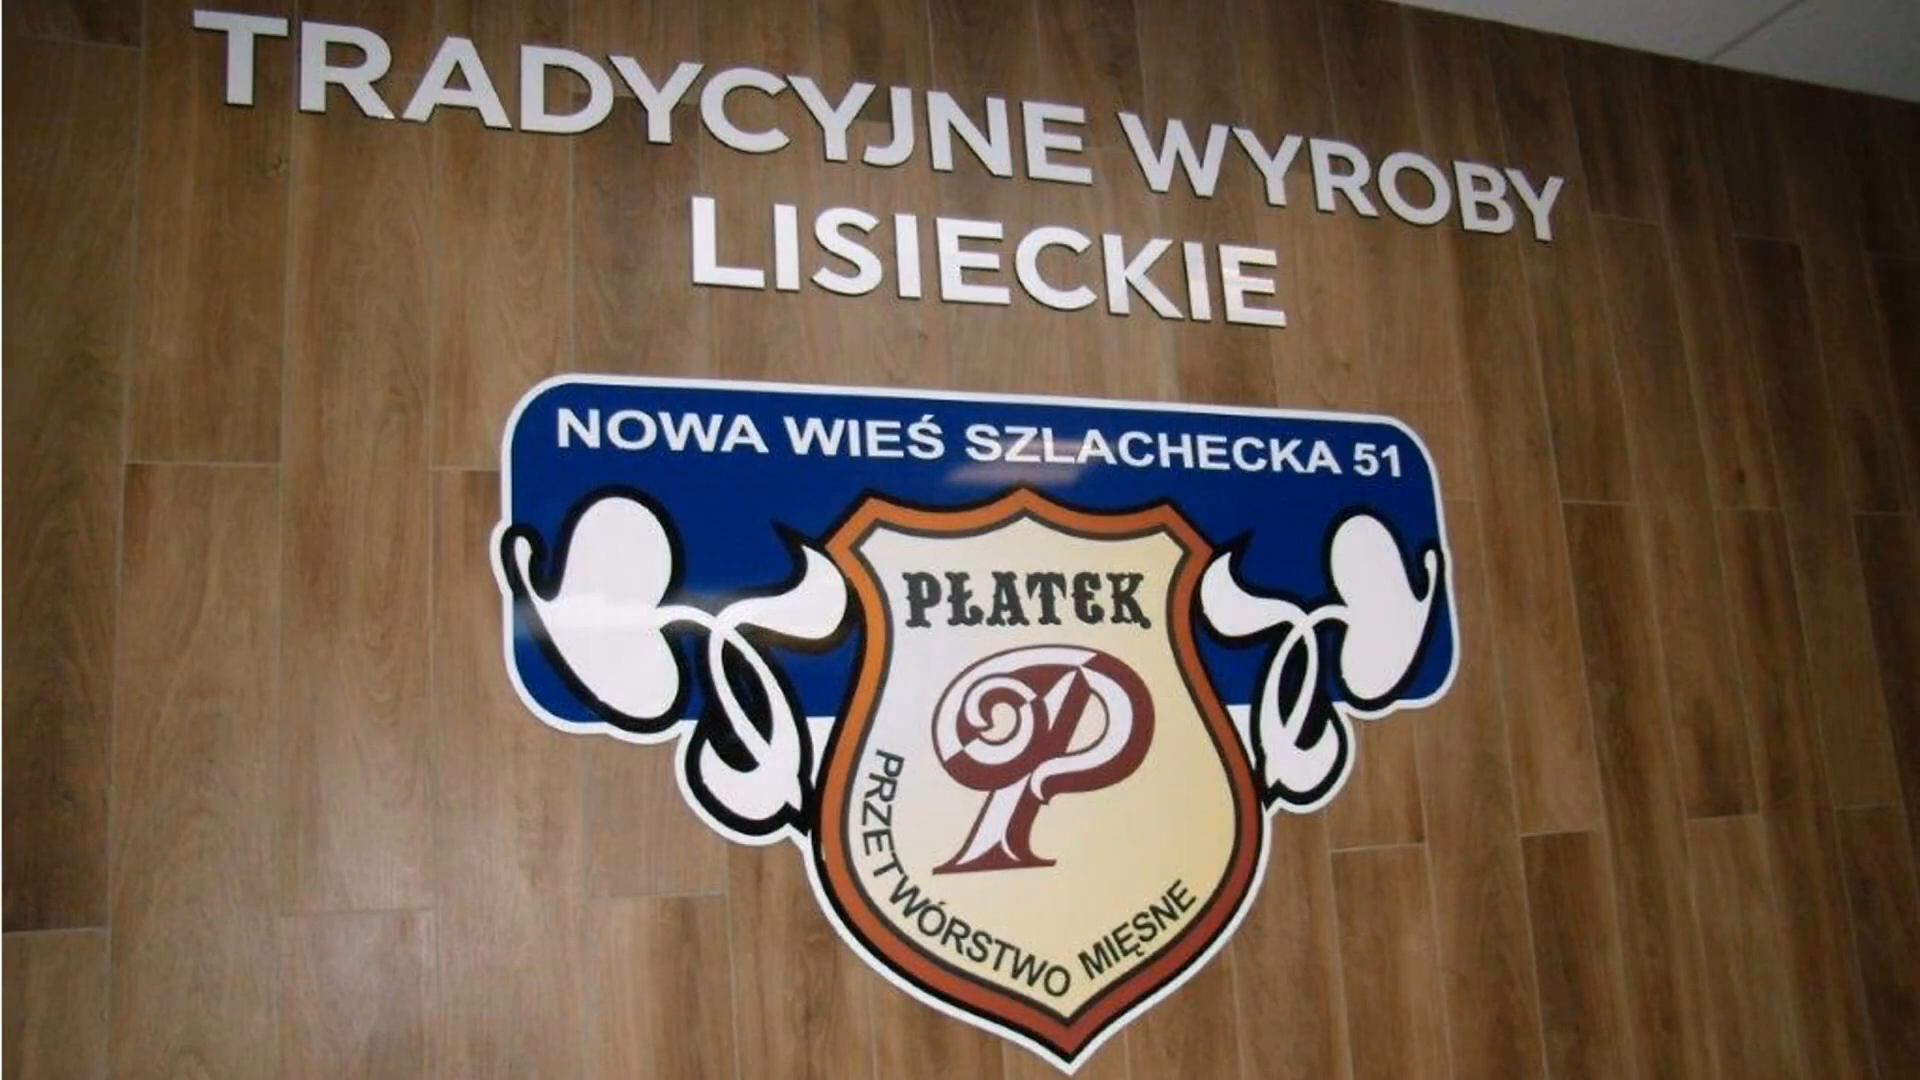 TRADYCYJNE WYROBY
LISIECKIE
NOWA WIEŚ SZLACHECKA 51
PŁATEK
P
PRZETWÓRSTWO MIĘSNE